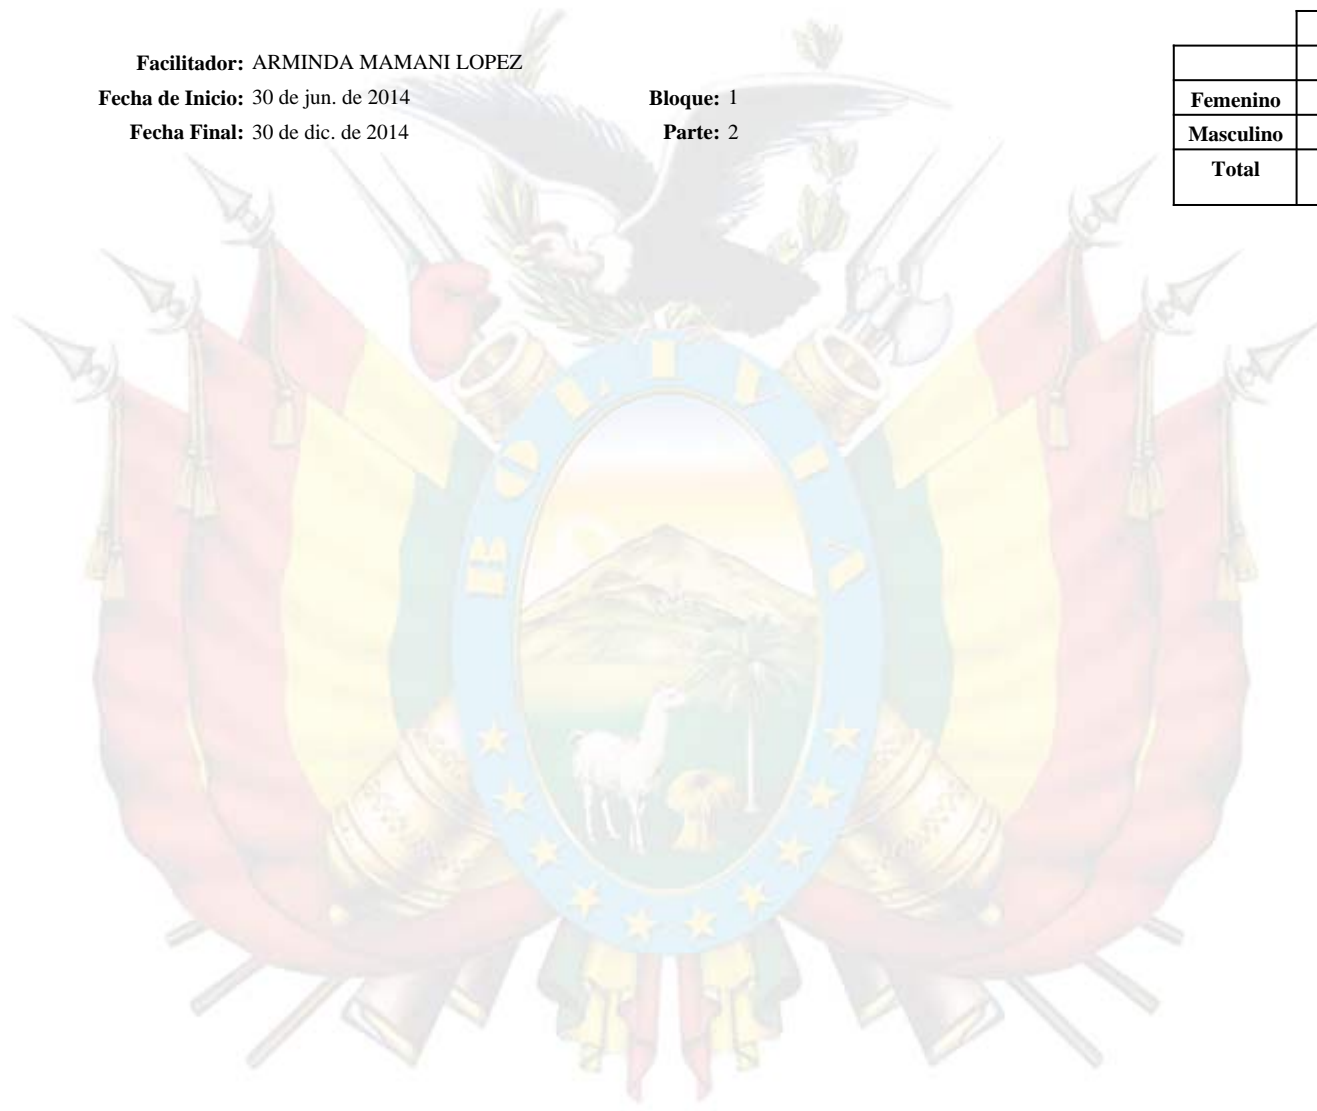 Facilitador: ARMINDA MAMANI LOPEZ
Fecha de Inicio: 30 de jun. de 2014 Bloque: 1
Fecha Final: 30 de dic. de 2014 Parte: 2
Femenino
Masculino
Total
BOLIVIA